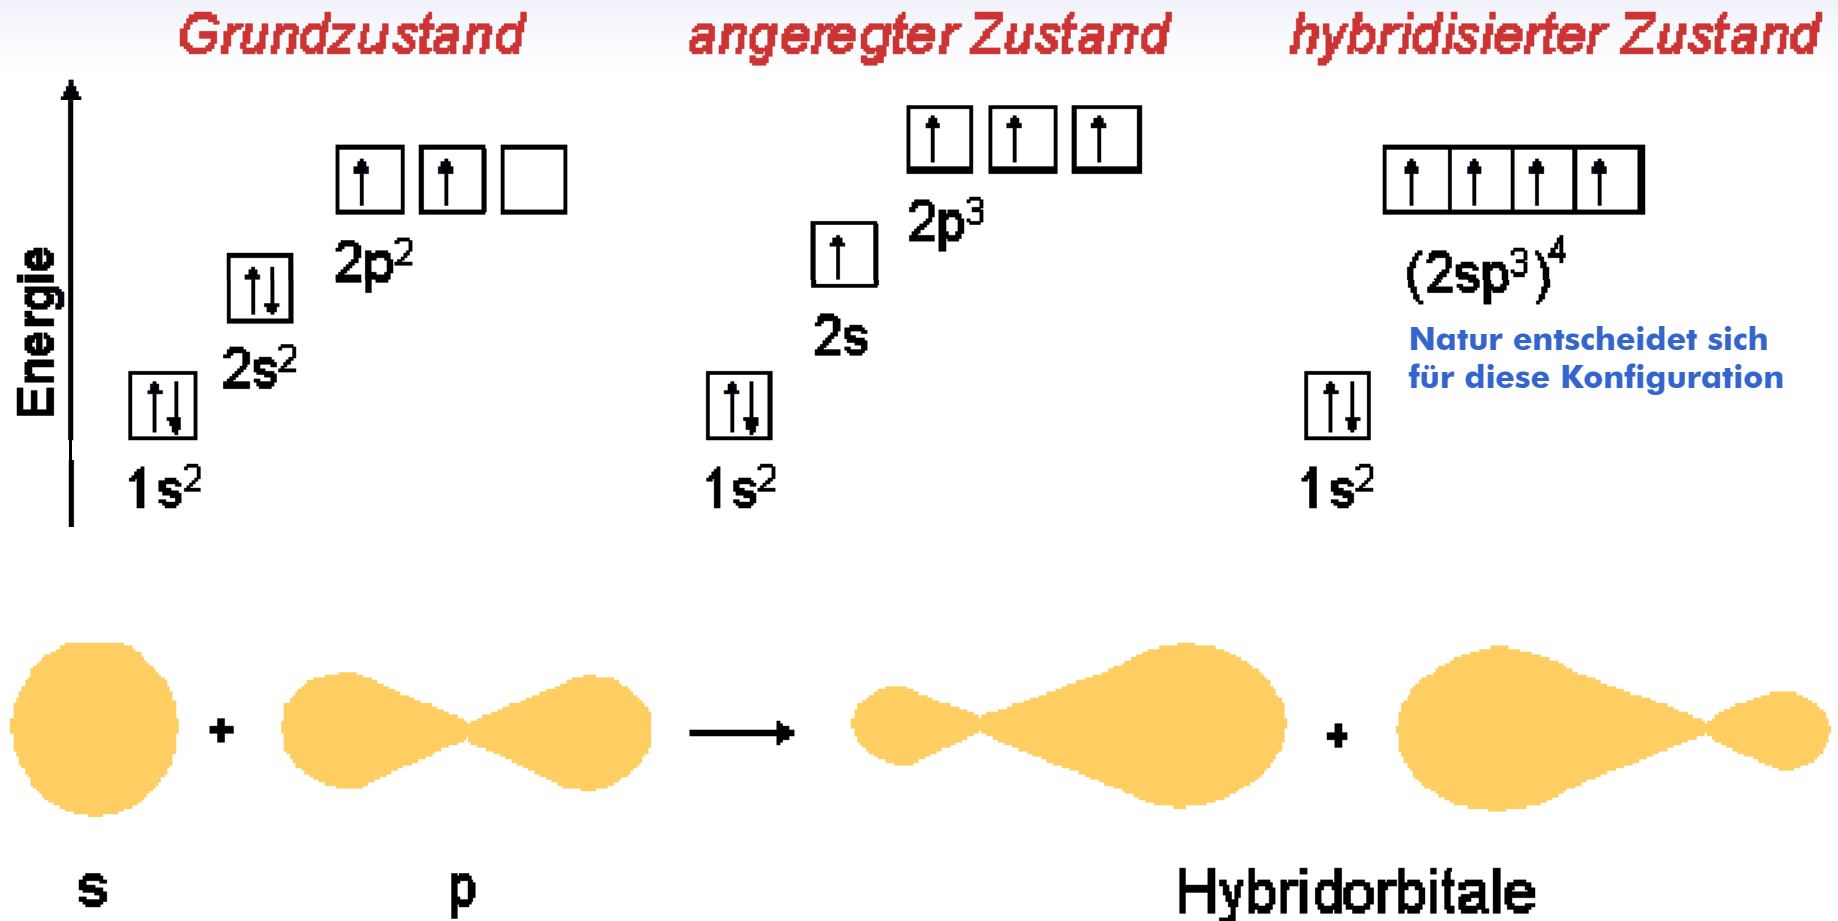 Grundzustand angeregter Zustand hybridisierter Zustand
Energie
1s²
2s²
2p²
1s²
2s
2p³
1s²
(2sp³)⁴
Natur entscheidet sich
für diese Konfiguration
+ +
s p Hybridorbitale